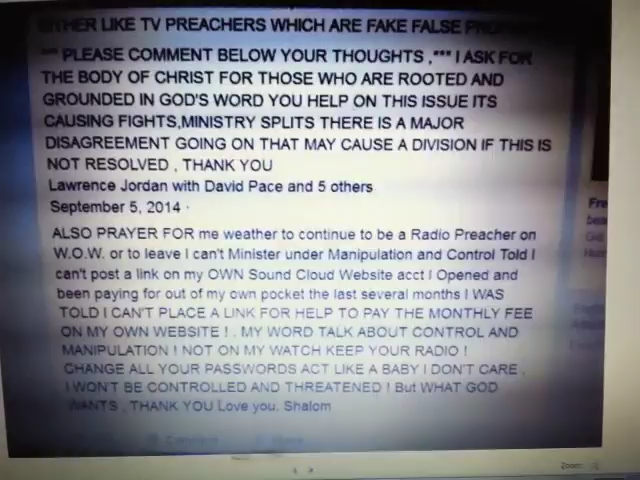 EITHER LIKE TV PREACHERS WHICH ARE FAKE FALSE
PLEASE COMMENT BELOW YOUR THOUGHTS ,*** I ASK FOR
THE BODY OF CHRIST FOR THOSE WHO ARE ROOTED AND
GROUNDED IN GOD'S WORD YOU HELP ON THIS ISSUE ITS
CAUSING FIGHTS,MINISTRY SPLITS THERE IS A MAJOR
DISAGREEMENT GOING ON THAT MAY CAUSE A DIVISION IF THIS IS
NOT RESOLVED , THANK YOU
Lawrence Jordan with David Pace and 5 others
September 5, 2014 ·
ALSO PRAYER FOR me weather to continue to be a Radio Preacher on
W.O.W. or to leave I can't Minister under Manipulation and Control Told I
can't post a link on my OWN Sound Cloud Website acct I Opened and
been paying for out of my own pocket the last several months I WAS
TOLD I CAN'T PLACE A LINK FOR HELP TO PAY THE MONTHLY FEE
ON MY OWN WEBSITE ! . MY WORD TALK ABOUT CONTROL AND
MANIPULATION ! NOT ON MY WATCH KEEP YOUR RADIO !
CHANGE ALL YOUR PASSWORDS ACT LIKE A BABY I DON'T CARE ,
I WON'T BE CONTROLLED AND THREATENED ! But WHAT GOD
WANTS , THANK YOU Love you. Shalom
Comment
Zoom: